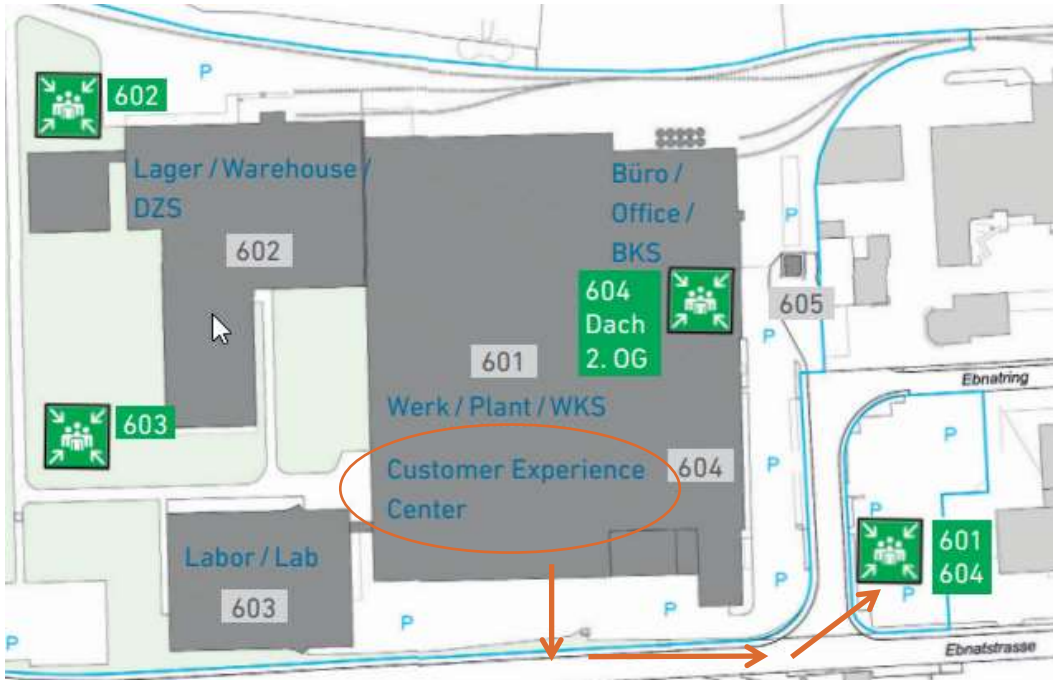 P
602
Lager / Warehouse /
DZS
602
Büro /
Office /
BKS
P
604
Dach
2. OG
605
P
601
Ebnatring
Werk / Plant / WKS
603
P
Customer Experience
Center
604
P
P
601
604
Labor / Lab
603
P
P
P
P
P
Ebnatstrasse